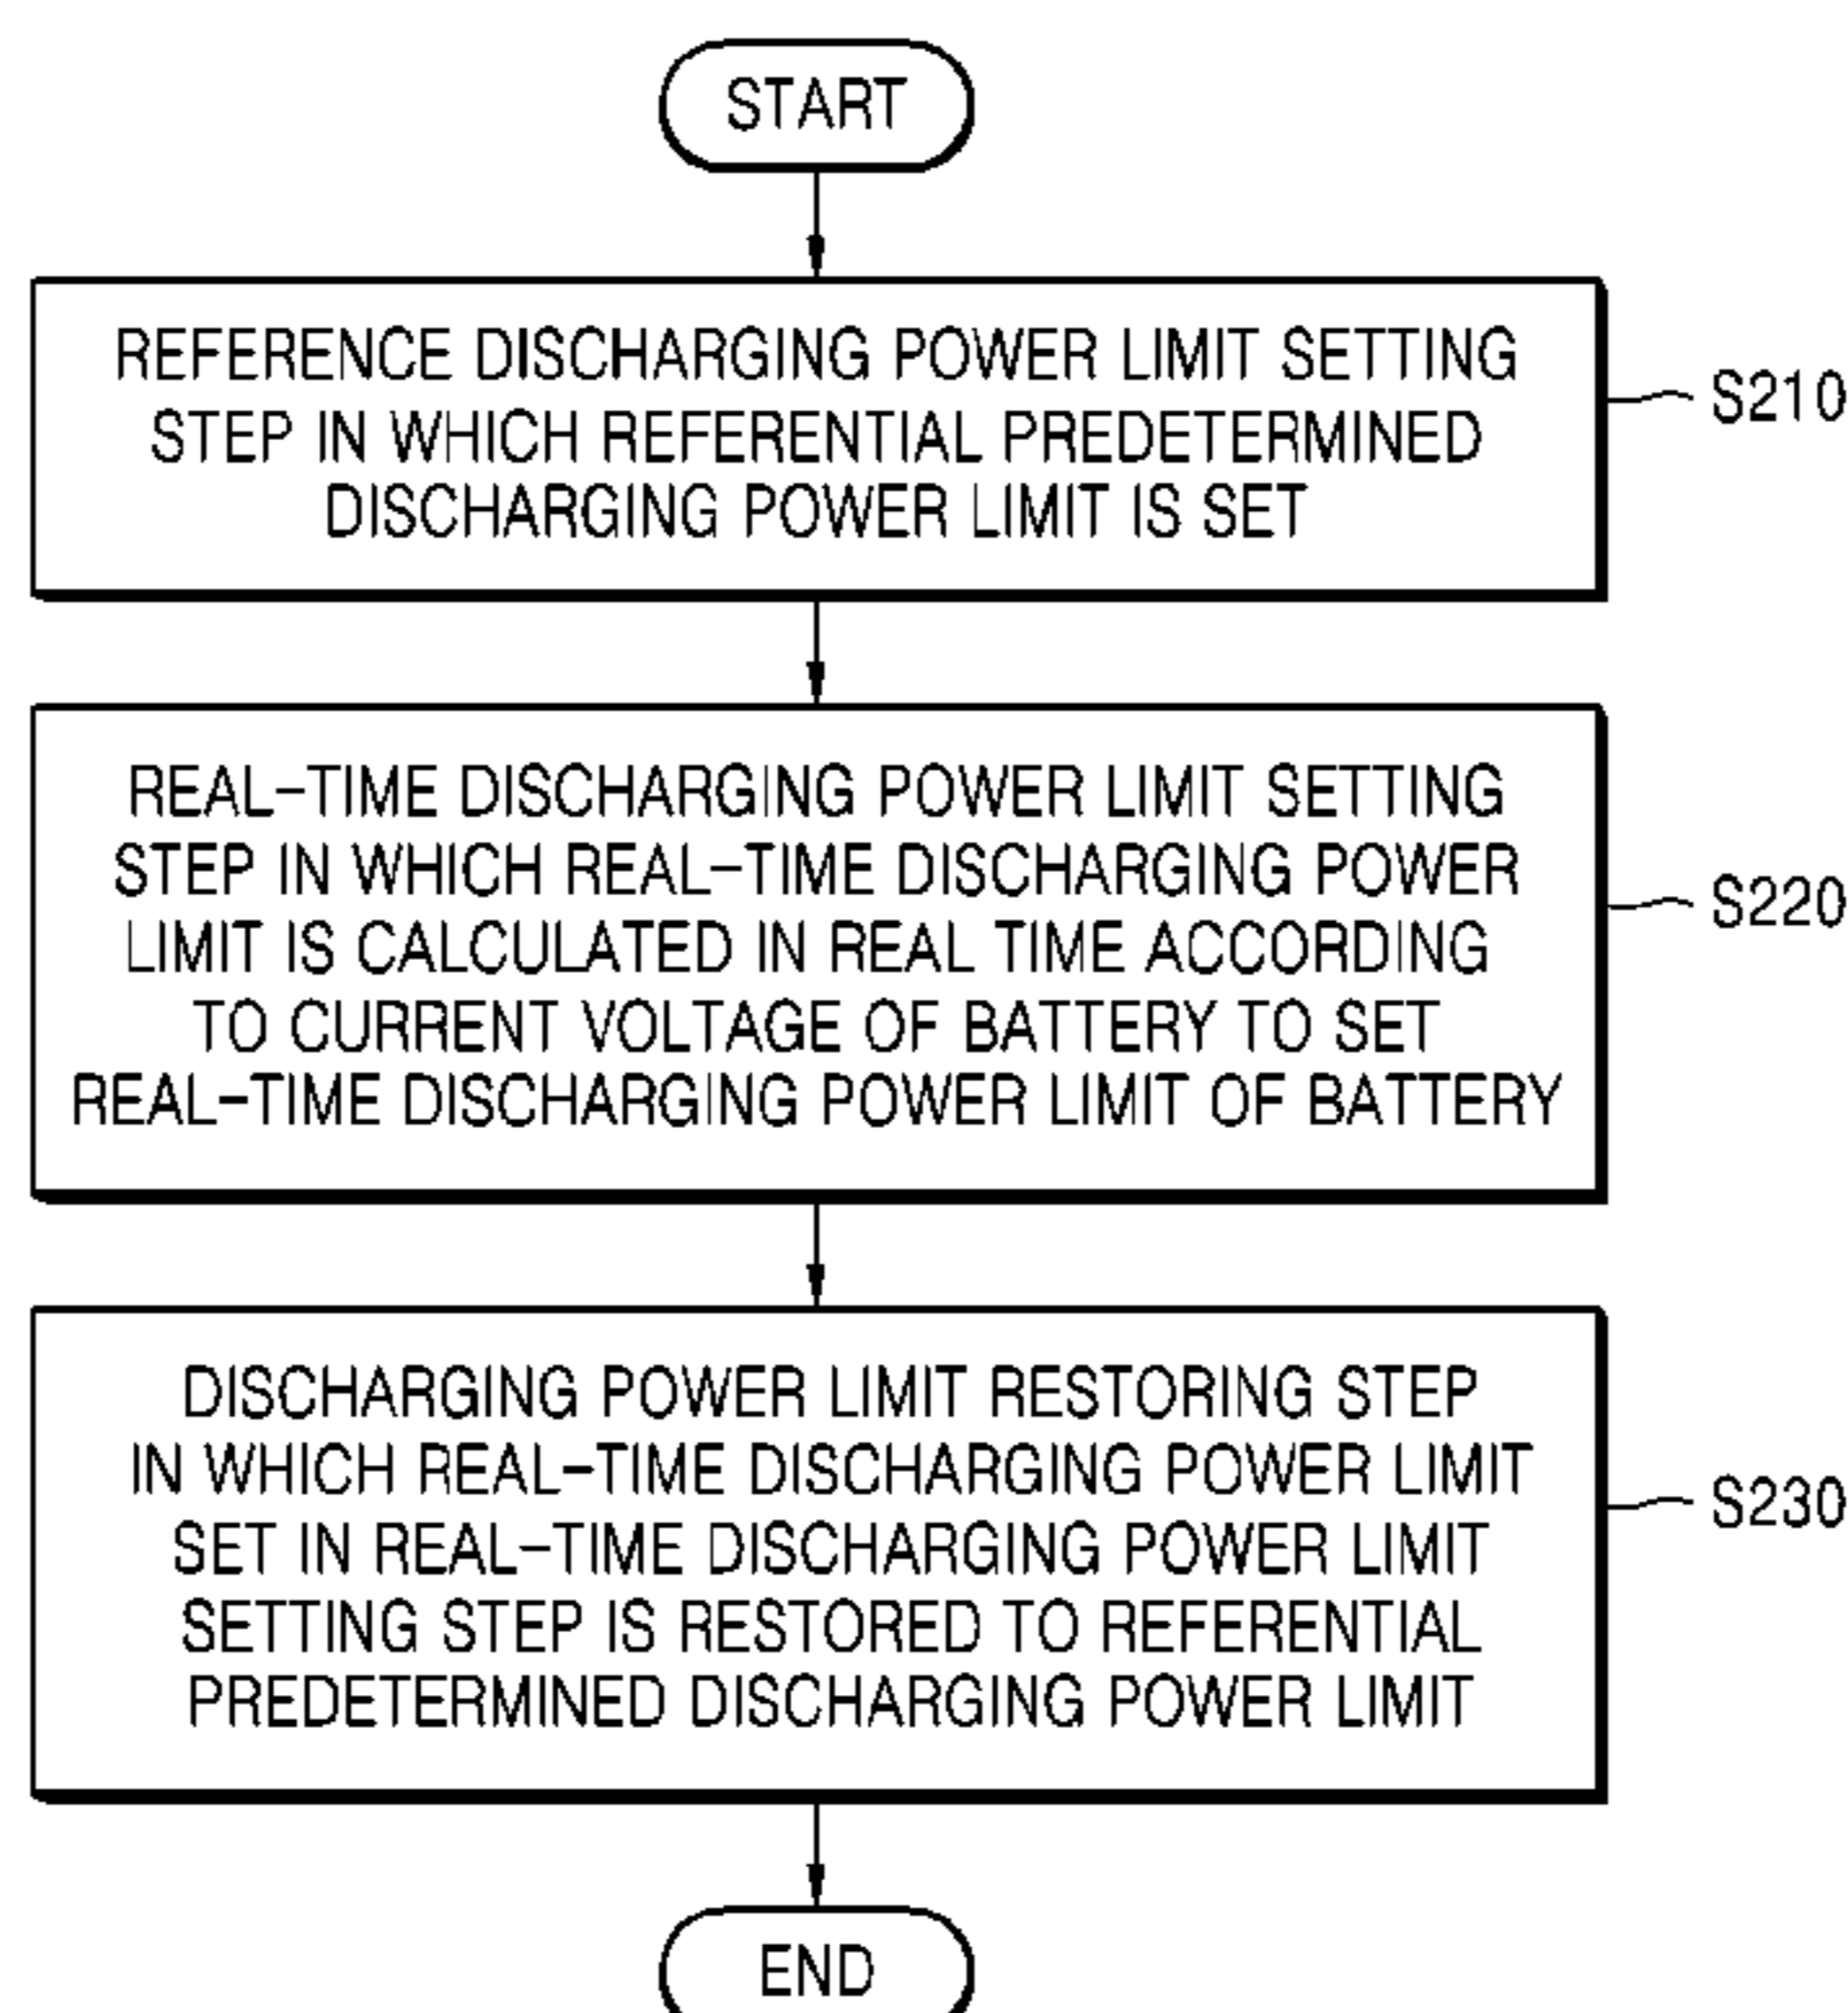 START
REFERENCE DISCHARGING POWER LIMIT SETTING
STEP IN WHICH REFERENTIAL PREDETERMINED
DISCHARGING POWER LIMIT IS SET
S210
REAL-TIME DISCHARGING POWER LIMIT SETTING
STEP IN WHICH REAL-TIME DISCHARGING POWER
LIMIT IS CALCULATED IN REAL TIME ACCORDING
TO CURRENT VOLTAGE OF BATTERY TO SET
REAL-TIME DISCHARGING POWER LIMIT OF BATTERY
S220
DISCHARGING POWER LIMIT RESTORING STEP
IN WHICH REAL-TIME DISCHARGING POWER LIMIT
SET IN REAL-TIME DISCHARGING POWER LIMIT
SETTING STEP IS RESTORED TO REFERENTIAL
PREDETERMINED DISCHARGING POWER LIMIT
S230
END